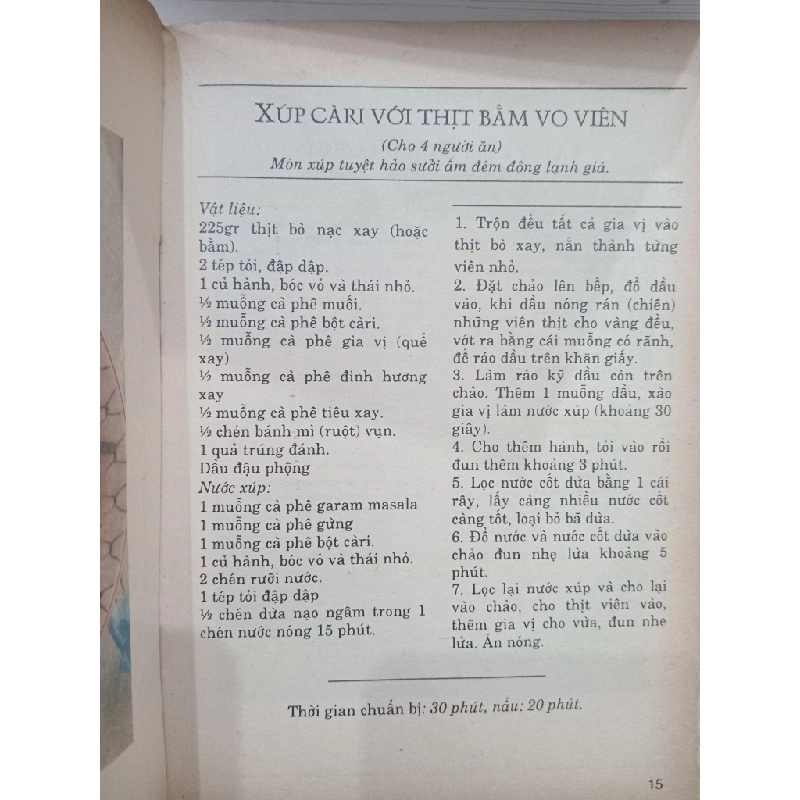 XÚP CÀRI VỚI THỊT BẰM VO VIÊN
(Cho 4 người ăn)
Món xúp tuyệt hảo sưởi ấm đêm đông lạnh giá.
Vật liệu:
225gr thịt bò nạc xay (hoặc
bằm).
2 tép tỏi, đập dập.
1 củ hành, bóc vỏ và thái nhỏ.
½ muỗng cà phê muối.
½ muỗng cà phê bột càri.
½ muỗng cà phê gia vị (quế
xay)
½ muỗng cà phê đinh hương
xay
½ muỗng cà phê tiêu xay.
½ chén bánh mì (ruột) vụn.
1 quả trứng đánh.
Dầu đậu phộng
Nước xúp:
1 muỗng cà phê garam masala
1 muỗng cà phê gừng
1 muỗng cà phê bột càri.
1 củ hành, bóc vỏ và thái nhỏ.
2 chén rưỡi nước.
1 tép tỏi đập dập
½ chén dừa nạo ngâm trong 1
chén nước nóng 15 phút.
1. Trộn đều tất cả gia vị vào
thịt bò xay, nắn thành từng
viên nhỏ.
2. Đặt chảo lên bếp, đổ dầu
vào, khi dầu nóng rán (chiên)
những viên thịt cho vàng đều,
vớt ra bằng cái muỗng có rãnh,
để ráo dầu trên khăn giấy.
3. Làm ráo kỹ dầu còn trên
chảo. Thêm 1 muỗng dầu, xào
gia vị làm nước xúp (khoảng 30
giây).
4. Cho thêm hành, tỏi vào rồi
đun thêm khoảng 3 phút.
5. Lọc nước cốt dừa bằng 1 cái
rây, lấy càng nhiều nước cốt
càng tốt, loại bỏ bã dừa.
6. Đổ nước và nước cốt dừa vào
chảo đun nhẹ lửa khoảng 5
phút.
7. Lọc lại nước xúp và cho lại
vào chảo, cho thịt viên vào,
thêm gia vị cho vừa, đun nhẹ
lửa. Ăn nóng.
Thời gian chuẩn bị: 30 phút, nấu: 20 phút.
15